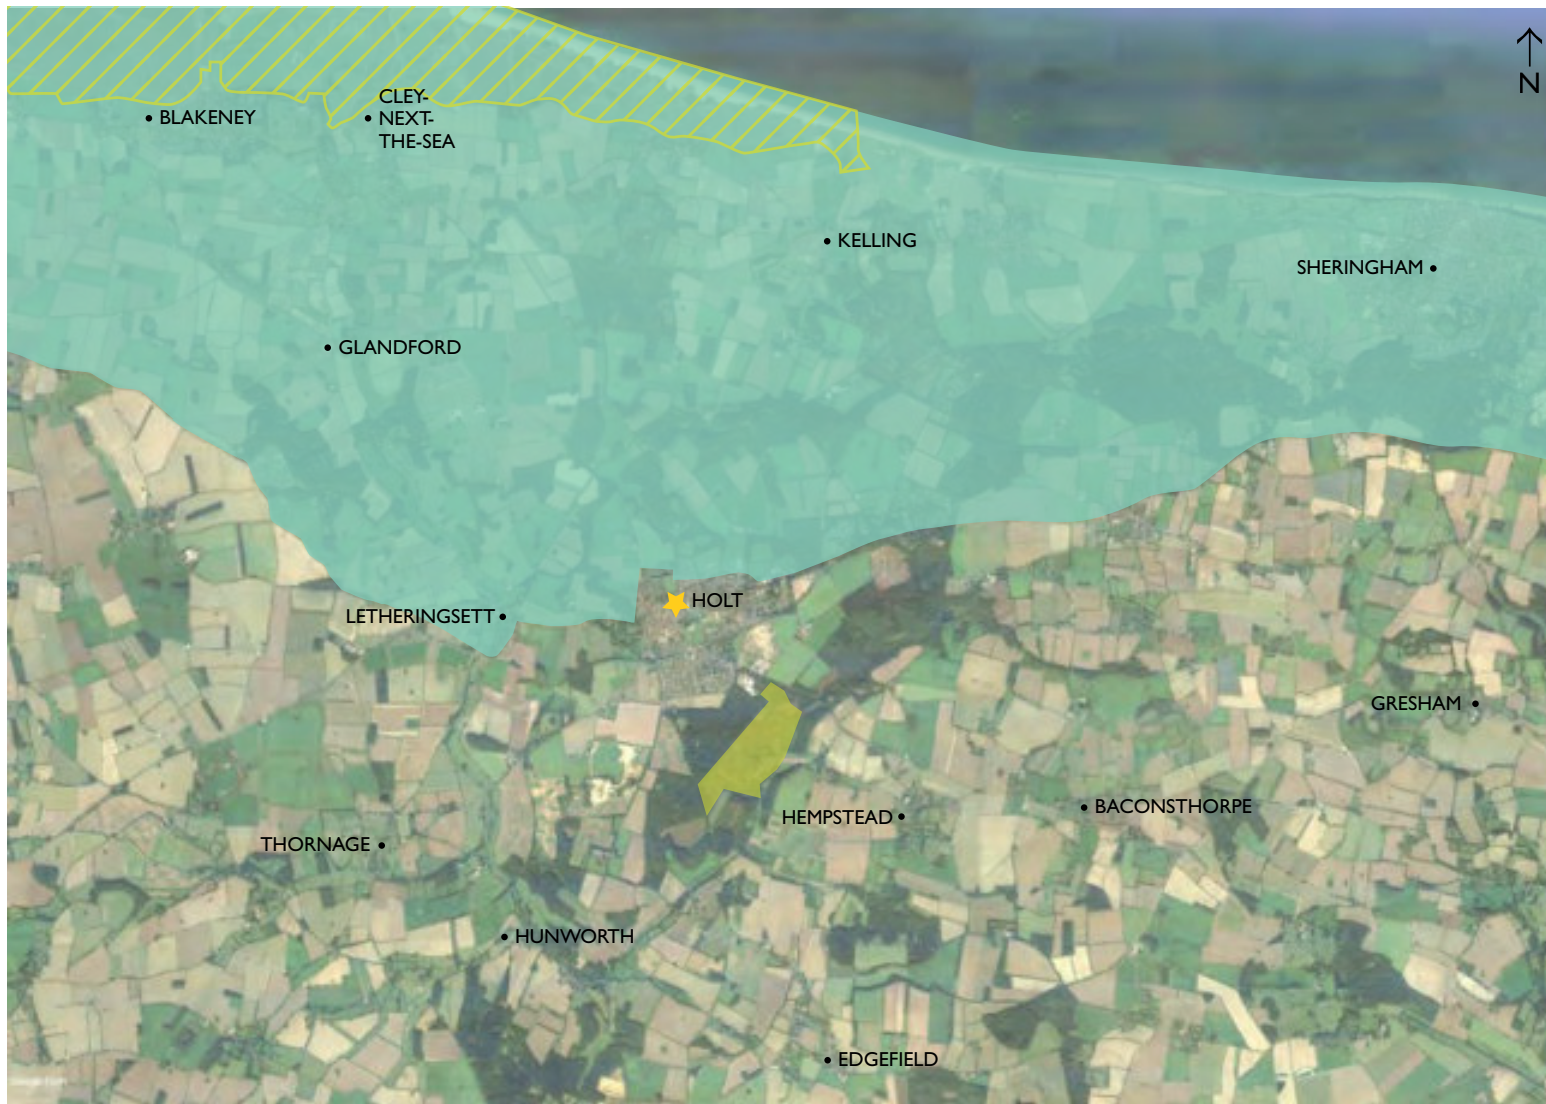 N
CLEY-
NEXT-
THE-SEA
BLAKENEY
KELLING
SHERINGHAM
GLANDFORD
HOLT
LETHERINGSETT
GRESHAM
BACONSTHORPE
HEMPSTEAD
THORNAGE
HUNWORTH
EDGEFIELD